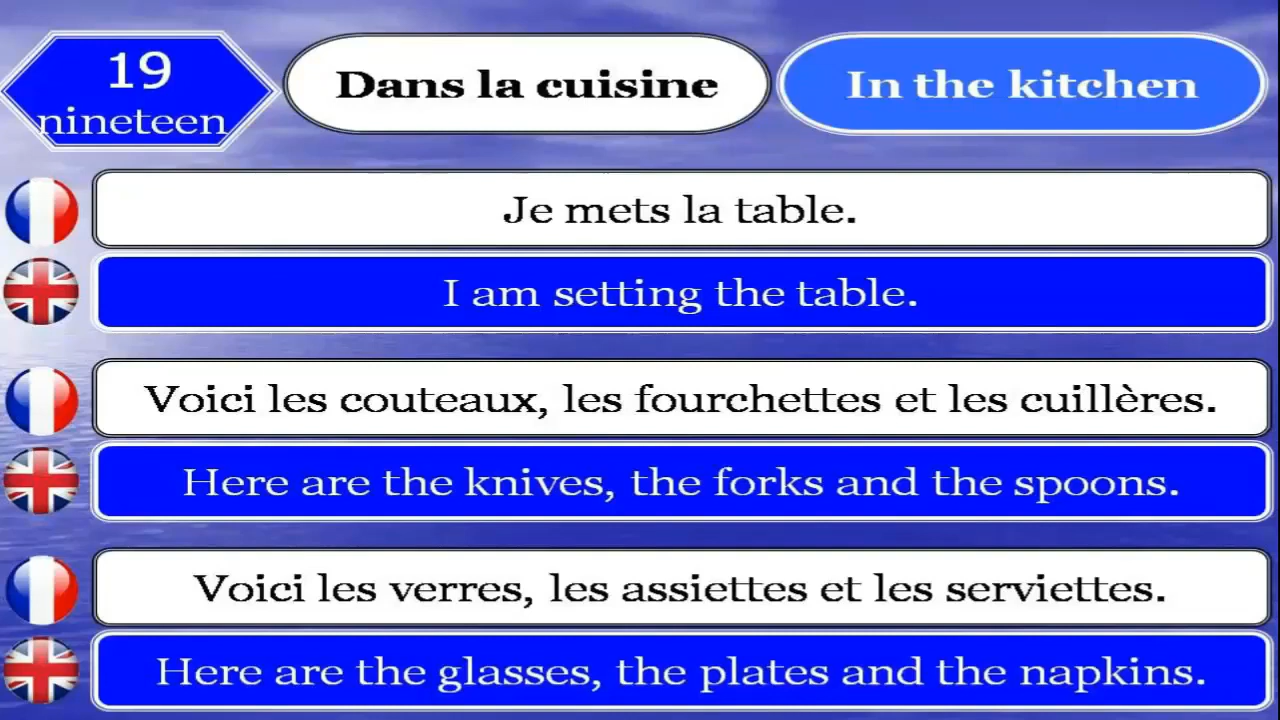 19
nineteen
Dans la cuisine
In the kitchen
Je mets la table.
I am setting the table.
Voici les couteaux, les fourchettes et les cuillères.
Here are the knives, the forks and the spoons.
Voici les verres, les assiettes et les serviettes.
Here are the glasses, the plates and the napkins.